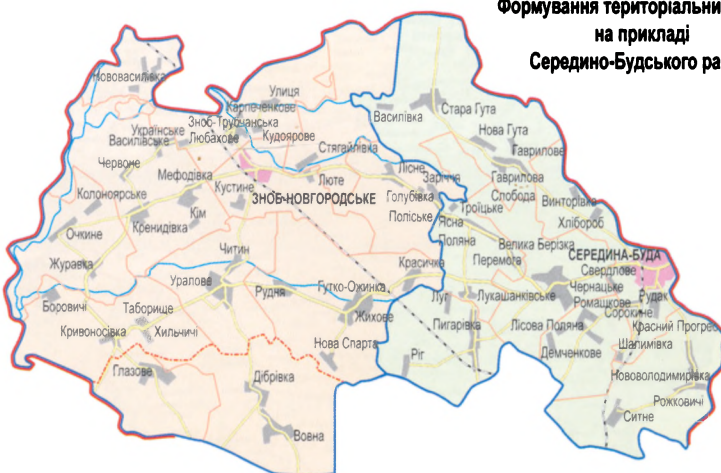 Формування територіальни
на прикладі
Середино-Будського ра
Нововасилівка
Улиця
Карпеченкове
Василівка
Стара Гута
Українське
Зноб-Трубчанська
Василівське
Любахове
Кудоярове
Нова Гута
Гаврилове
Червоне
Стягайлівка
Мефодівка
Лісне
Заріччя
Гаврилова
Слобода
Колоноярське
Кустине
Люте
Голубівка
Винторівка
ЗНОБ-НОВГОРОДСЬКЕ
Кім
Поліське
Троїцьке
Хлібороб
Очкине
Кренидівка
Ясна
Поляна
Велика Берізка
Читин
Перемога
СЕРЕДИНА-БУДА
Журавка
Красичка
Свердлове
Уралове
Рудня
Гутко-Ожинка
Чернацьке
Боровичі
Таборище
Луг
Лукашанківське
Ромашкове
Рудак
Жихове
Сорокине
Кривоносівка
Хильчичі
Пигарівка
Лісова Поляна
Красний Прогрес
Нова Спарта
Шалимівка
Глазове
Ріг
Демченкове
Дібрівка
Нововолодимирівка
Рожковичі
Ситне
Вовна